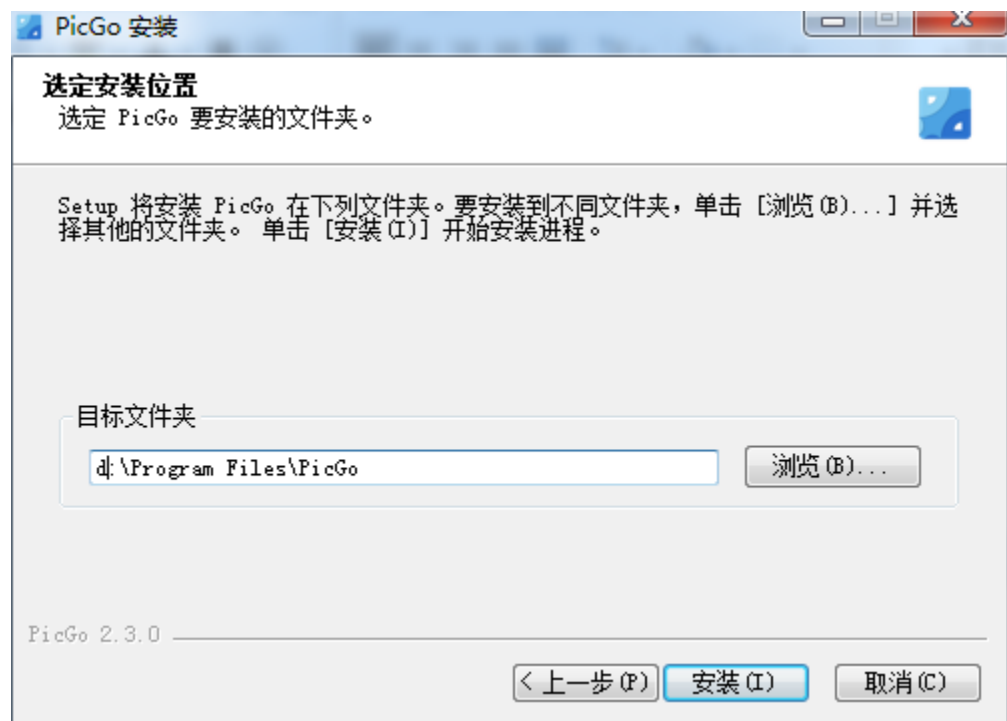 PicGo 安装
选定安装位置
选定 PicGo 要安装的文件夹。
Setup 将安装 PicGo 在下列文件夹。要安装到不同文件夹，单击 [浏览(B)...] 并选
择其他的文件夹。 单击 [安装(I)] 开始安装进程。
目标文件夹
d:\Program Files\PicGo
浏览(B)...
PicGo 2.3.0
< 上一步(P)
安装(I)
取消(C)